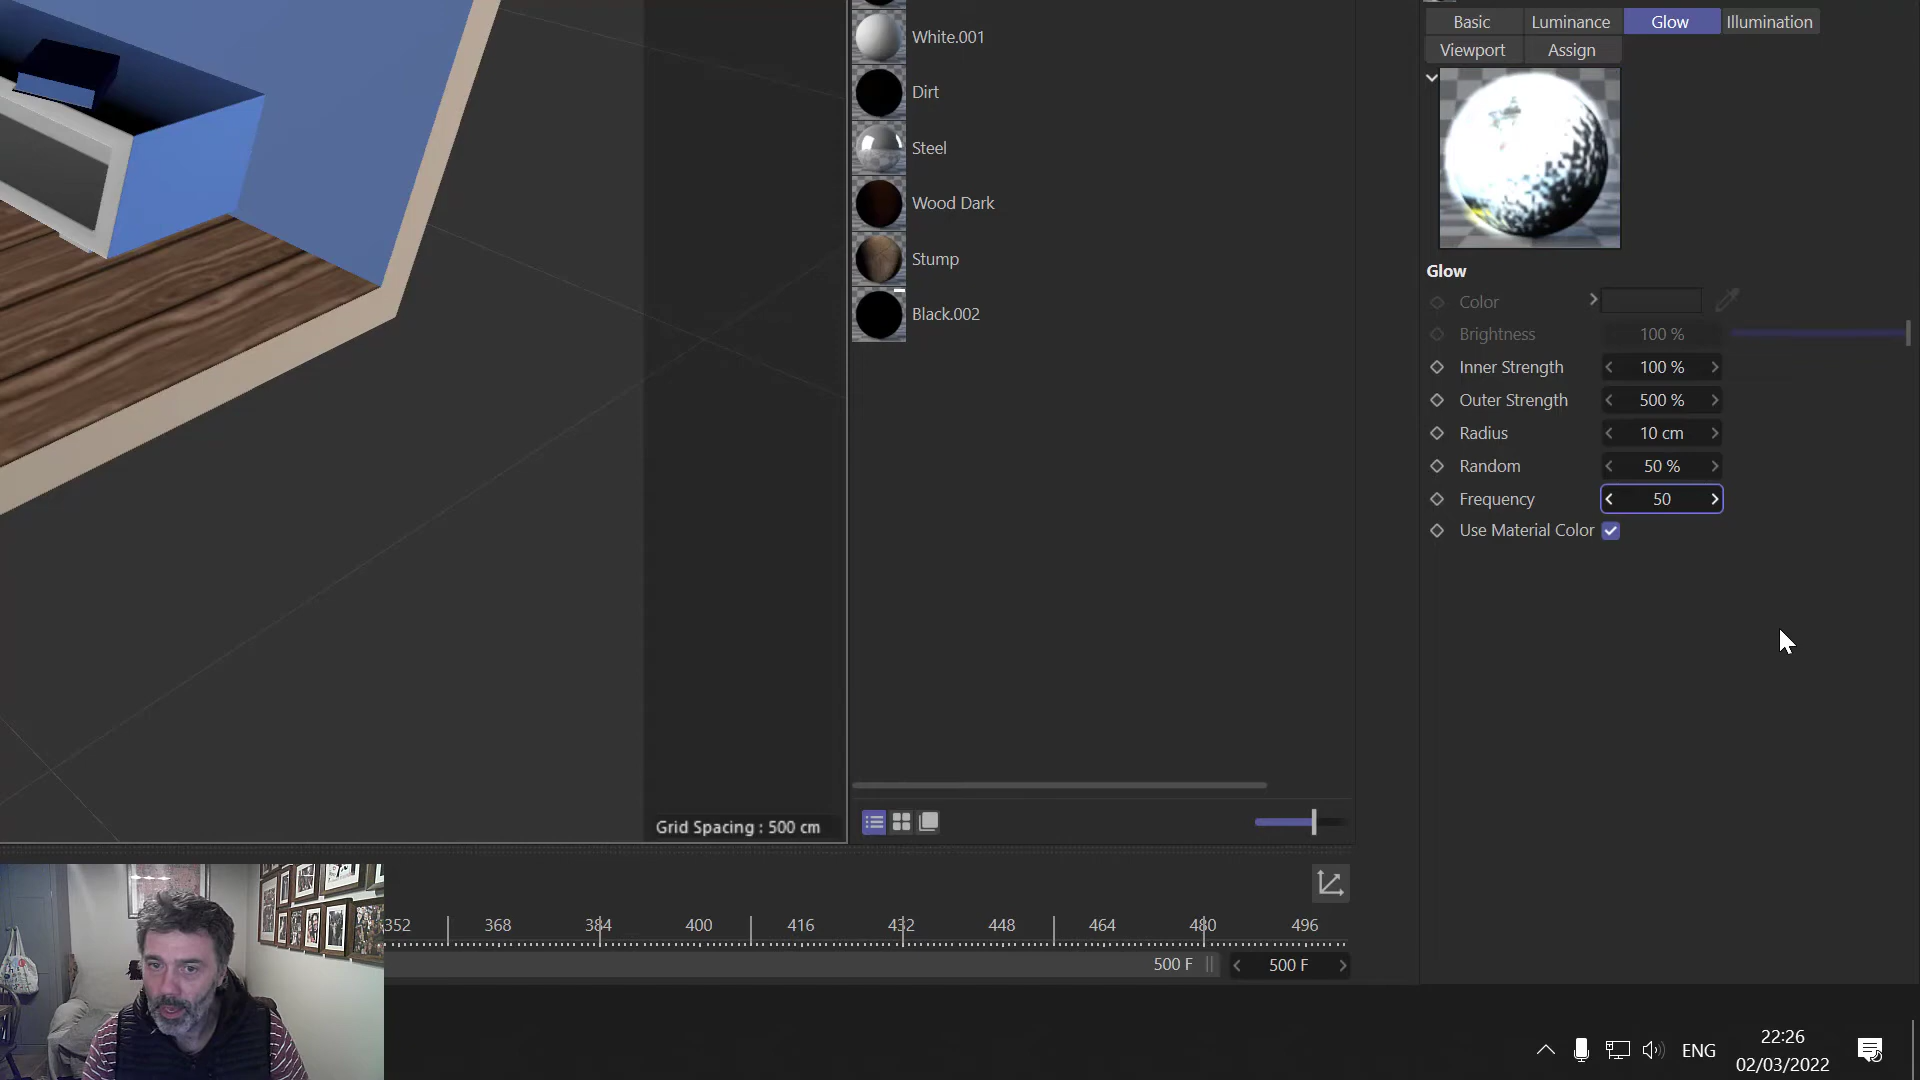 White.001
Dirt
Steel
Wood Dark
Stump
Black.002
Grid Spacing : 500 cm
Basic Luminance Glow Illumination
Viewport Assign
Glow
Color
Brightness 100 %
Inner Strength 100 %
Outer Strength 500 %
Radius 10 cm
Random 50 %
Frequency 50
Use Material Color
352 368 384 400 416 432 448 464 480 496
500 F 500 F
ENG
22:26
02/03/2022